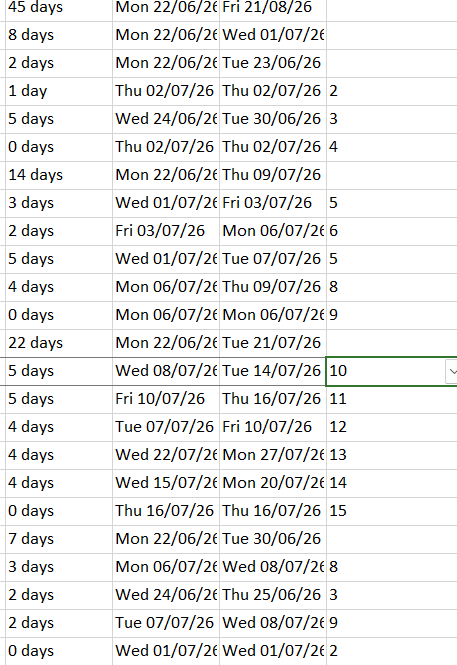 45 days Mon 22/06/26 Fri 21/08/26
8 days Mon 22/06/26 Wed 01/07/26
2 days Mon 22/06/26 Tue 23/06/26
1 day Thu 02/07/26 Thu 02/07/26 2
5 days Wed 24/06/26 Tue 30/06/26 3
0 days Thu 02/07/26 Thu 02/07/26 4
14 days Mon 22/06/26 Thu 09/07/26
3 days Wed 01/07/26 Fri 03/07/26 5
2 days Fri 03/07/26 Mon 06/07/26 6
5 days Wed 01/07/26 Tue 07/07/26 5
4 days Mon 06/07/26 Thu 09/07/26 8
0 days Mon 06/07/26 Mon 06/07/26 9
22 days Mon 22/06/26 Tue 21/07/26
5 days Wed 08/07/26 Tue 14/07/26 10
5 days Fri 10/07/26 Thu 16/07/26 11
4 days Tue 07/07/26 Fri 10/07/26 12
4 days Wed 22/07/26 Mon 27/07/26 13
4 days Wed 15/07/26 Mon 20/07/26 14
0 days Thu 16/07/26 Thu 16/07/26 15
7 days Mon 22/06/26 Tue 30/06/26
3 days Mon 06/07/26 Wed 08/07/26 8
2 days Wed 24/06/26 Thu 25/06/26 3
2 days Tue 07/07/26 Wed 08/07/26 9
0 days Wed 01/07/26 Wed 01/07/26 2